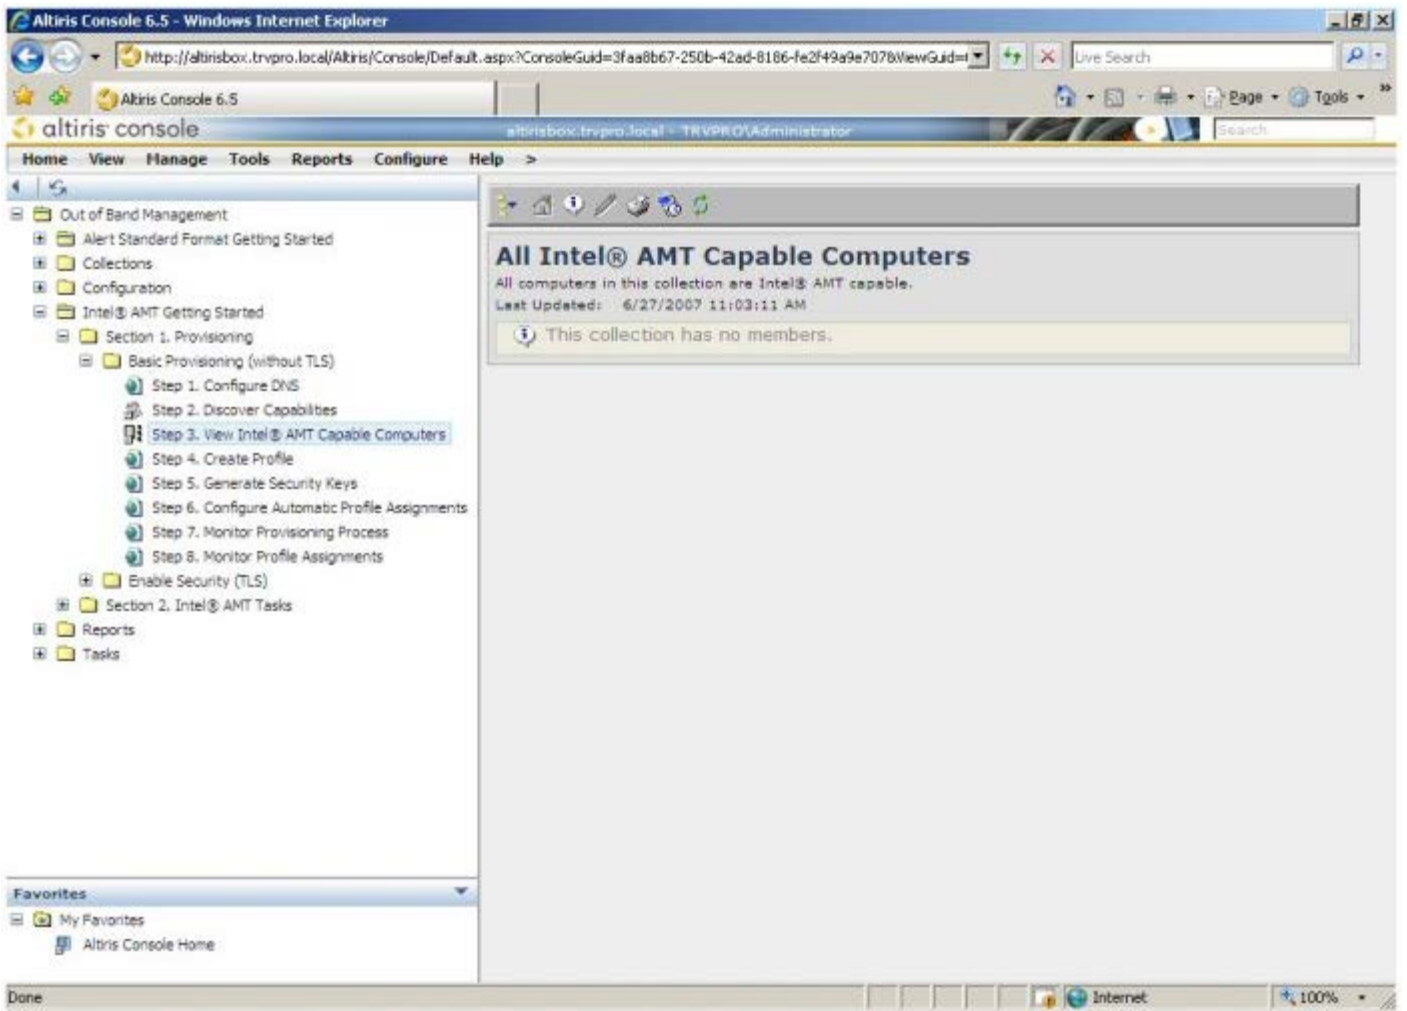 Altiris Console 6.5 - Windows Internet Explorer
http://altirisbox.trvpro.local/Altiris/Console/Default.aspx?ConsoleGuid=3faa8b67-250b-42ad-8186-fe2f49a9e707&ViewGuid=
Live Search
Altiris Console 6.5
Page
Tools
altiris console
altirisbox.trvpro.local - TRVPRO\Administrator
Search
Home View Manage Tools Reports Configure Help >
Out of Band Management
Alert Standard Format Getting Started
Collections
Configuration
Intel® AMT Getting Started
Section 1. Provisioning
Basic Provisioning (without TLS)
Step 1. Configure DNS
Step 2. Discover Capabilities
Step 3. View Intel® AMT Capable Computers
Step 4. Create Profile
Step 5. Generate Security Keys
Step 6. Configure Automatic Profile Assignments
Step 7. Monitor Provisioning Process
Step 8. Monitor Profile Assignments
Enable Security (TLS)
Section 2. Intel® AMT Tasks
Reports
Tasks
All Intel® AMT Capable Computers
All computers in this collection are Intel® AMT capable.
Last Updated: 6/27/2007 11:03:11 AM
This collection has no members.
Favorites
My Favorites
Altiris Console Home
Done
Internet
100%